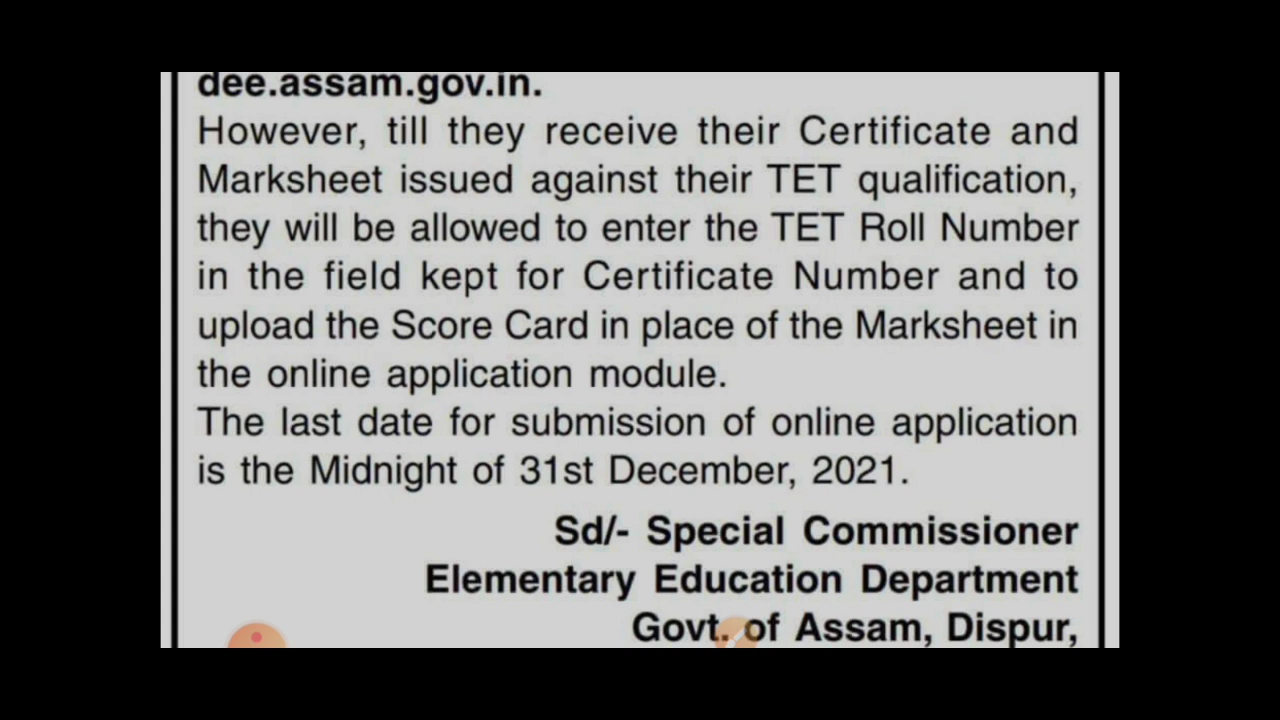 dee.assam.gov.in.
However, till they receive their Certificate and
Marksheet issued against their TET qualification,
they will be allowed to enter the TET Roll Number
in the field kept for Certificate Number and to
upload the Score Card in place of the Marksheet in
the online application module.
The last date for submission of online application
is the Midnight of 31st December, 2021.
Sd/- Special Commissioner
Elementary Education Department
Govt. of Assam, Dispur,